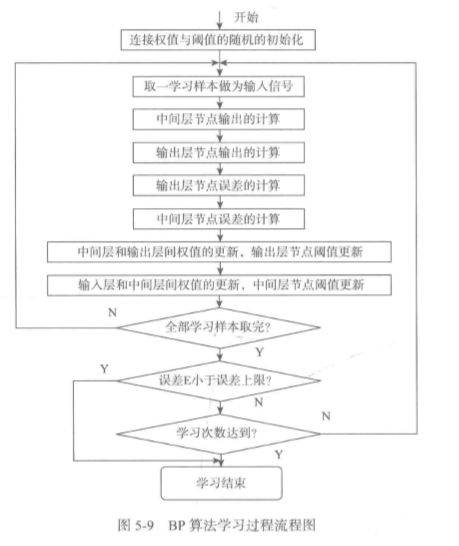 开始
连接权值与阈值的随机的初始化
取一学习样本做为输入信号
中间层节点输出的计算
输出层节点输出的计算
输出层节点误差的计算
中间层节点误差的计算
中间层和输出层间权值的更新，输出层节点阈值更新
输入层和中间层间权值的更新，中间层节点阈值更新
N
全部学习样本取完？
Y
Y
误差E小于误差上限？
N
N
学习次数达到？
Y
学习结束
图 5-9 BP 算法学习过程流程图